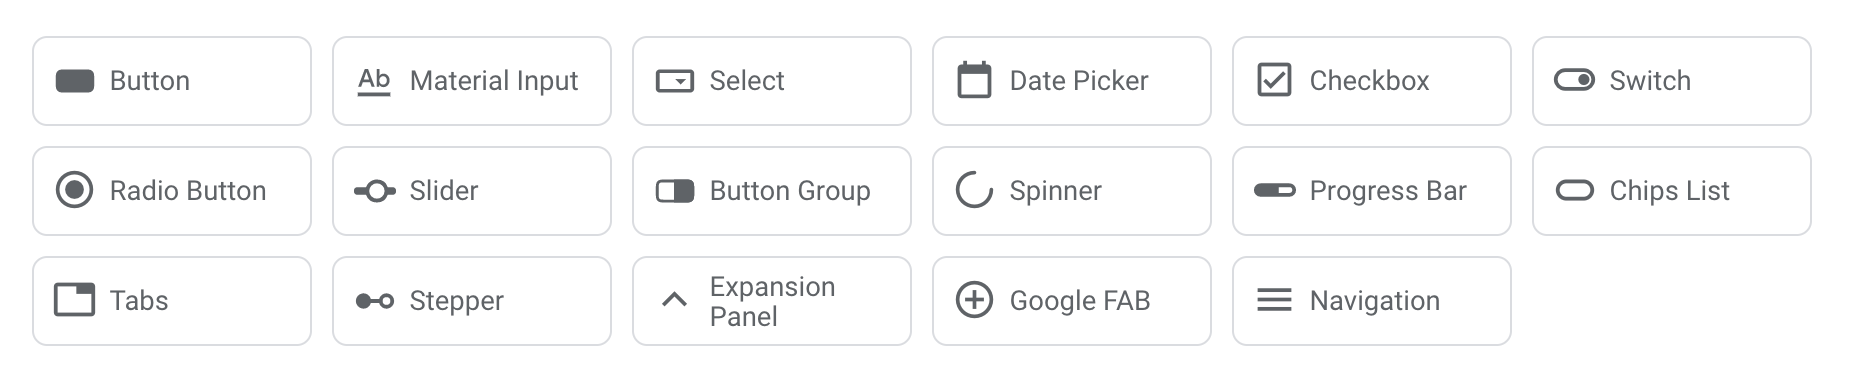 Button
Ab
Material Input
Select
Date Picker
Checkbox
Switch
Radio Button
Slider
Button Group
Spinner
Progress Bar
Chips List
Tabs
Stepper
Expansion
Panel
Google FAB
Navigation